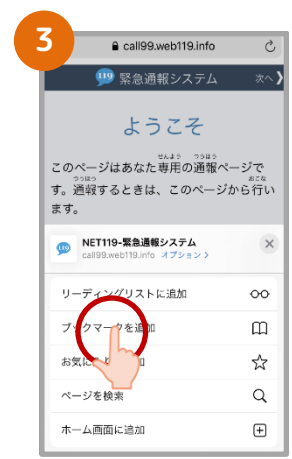 3
call99.web119.info
119 緊急通報システム 次へ
ようこそ
せんよう つうほう
このページはあなた専用の通報ページで
つうほう おこな
す。通報するときは、このページから行い
ます。
119 NET119-緊急通報システム
call99.web119.info オプション
リーディングリストに追加
ブックマークを追加
お気に
ページを検索
ホーム画面に追加